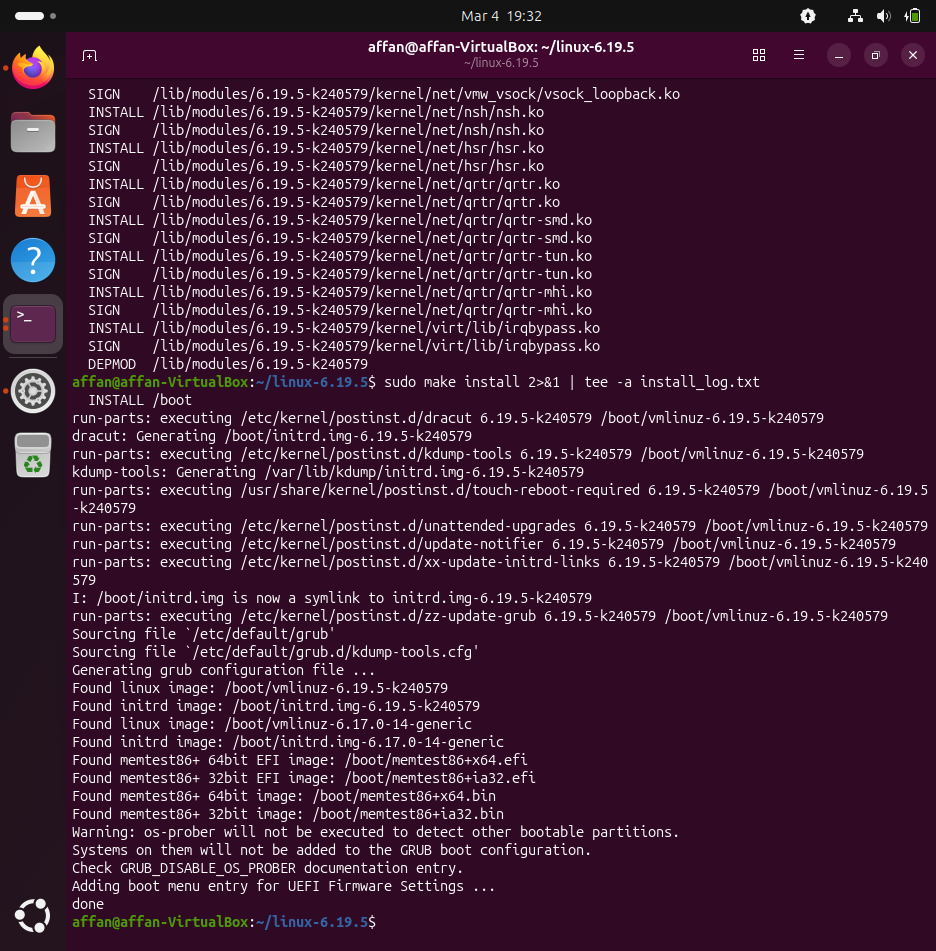 Mar 4 19:32
affan@affan-VirtualBox: ~/linux-6.19.5
~/linux-6.19.5
SIGN /lib/modules/6.19.5-k240579/kernel/net/vmw_vsock/vsock_loopback.ko
INSTALL /lib/modules/6.19.5-k240579/kernel/net/nsh/nsh.ko
SIGN /lib/modules/6.19.5-k240579/kernel/net/nsh/nsh.ko
INSTALL /lib/modules/6.19.5-k240579/kernel/net/hsr/hsr.ko
SIGN /lib/modules/6.19.5-k240579/kernel/net/hsr/hsr.ko
INSTALL /lib/modules/6.19.5-k240579/kernel/net/qrtr/qrtr.ko
SIGN /lib/modules/6.19.5-k240579/kernel/net/qrtr/qrtr.ko
INSTALL /lib/modules/6.19.5-k240579/kernel/net/qrtr/qrtr-smd.ko
SIGN /lib/modules/6.19.5-k240579/kernel/net/qrtr/qrtr-smd.ko
INSTALL /lib/modules/6.19.5-k240579/kernel/net/qrtr/qrtr-tun.ko
SIGN /lib/modules/6.19.5-k240579/kernel/net/qrtr/qrtr-tun.ko
INSTALL /lib/modules/6.19.5-k240579/kernel/net/qrtr/qrtr-mhi.ko
SIGN /lib/modules/6.19.5-k240579/kernel/net/qrtr/qrtr-mhi.ko
INSTALL /lib/modules/6.19.5-k240579/kernel/virt/lib/irqbypass.ko
SIGN /lib/modules/6.19.5-k240579/kernel/virt/lib/irqbypass.ko
DEPMOD /lib/modules/6.19.5-k240579
affan@affan-VirtualBox:~/linux-6.19.5$ sudo make install 2>&1 | tee -a install_log.txt
INSTALL /boot
run-parts: executing /etc/kernel/postinst.d/dracut 6.19.5-k240579 /boot/vmlinuz-6.19.5-k240579
dracut: Generating /boot/initrd.img-6.19.5-k240579
run-parts: executing /etc/kernel/postinst.d/kdump-tools 6.19.5-k240579 /boot/vmlinuz-6.19.5-k240579
kdump-tools: Generating /var/lib/kdump/initrd.img-6.19.5-k240579
run-parts: executing /usr/share/kernel/postinst.d/touch-reboot-required 6.19.5-k240579 /boot/vmlinuz-6.19.5
-k240579
run-parts: executing /etc/kernel/postinst.d/unattended-upgrades 6.19.5-k240579 /boot/vmlinuz-6.19.5-k240579
run-parts: executing /etc/kernel/postinst.d/update-notifier 6.19.5-k240579 /boot/vmlinuz-6.19.5-k240579
run-parts: executing /etc/kernel/postinst.d/xx-update-initrd-links 6.19.5-k240579 /boot/vmlinuz-6.19.5-k240
579
I: /boot/initrd.img is now a symlink to initrd.img-6.19.5-k240579
run-parts: executing /etc/kernel/postinst.d/zz-update-grub 6.19.5-k240579 /boot/vmlinuz-6.19.5-k240579
Sourcing file `/etc/default/grub'
Sourcing file `/etc/default/grub.d/kdump-tools.cfg'
Generating grub configuration file ...
Found linux image: /boot/vmlinuz-6.19.5-k240579
Found initrd image: /boot/initrd.img-6.19.5-k240579
Found linux image: /boot/vmlinuz-6.17.0-14-generic
Found initrd image: /boot/initrd.img-6.17.0-14-generic
Found memtest86+ 64bit EFI image: /boot/memtest86+x64.efi
Found memtest86+ 32bit EFI image: /boot/memtest86+ia32.efi
Found memtest86+ 64bit image: /boot/memtest86+x64.bin
Found memtest86+ 32bit image: /boot/memtest86+ia32.bin
Warning: os-prober will not be executed to detect other bootable partitions.
Systems on them will not be added to the GRUB boot configuration.
Check GRUB_DISABLE_OS_PROBER documentation entry.
Adding boot menu entry for UEFI Firmware Settings ...
done
affan@affan-VirtualBox:~/linux-6.19.5$